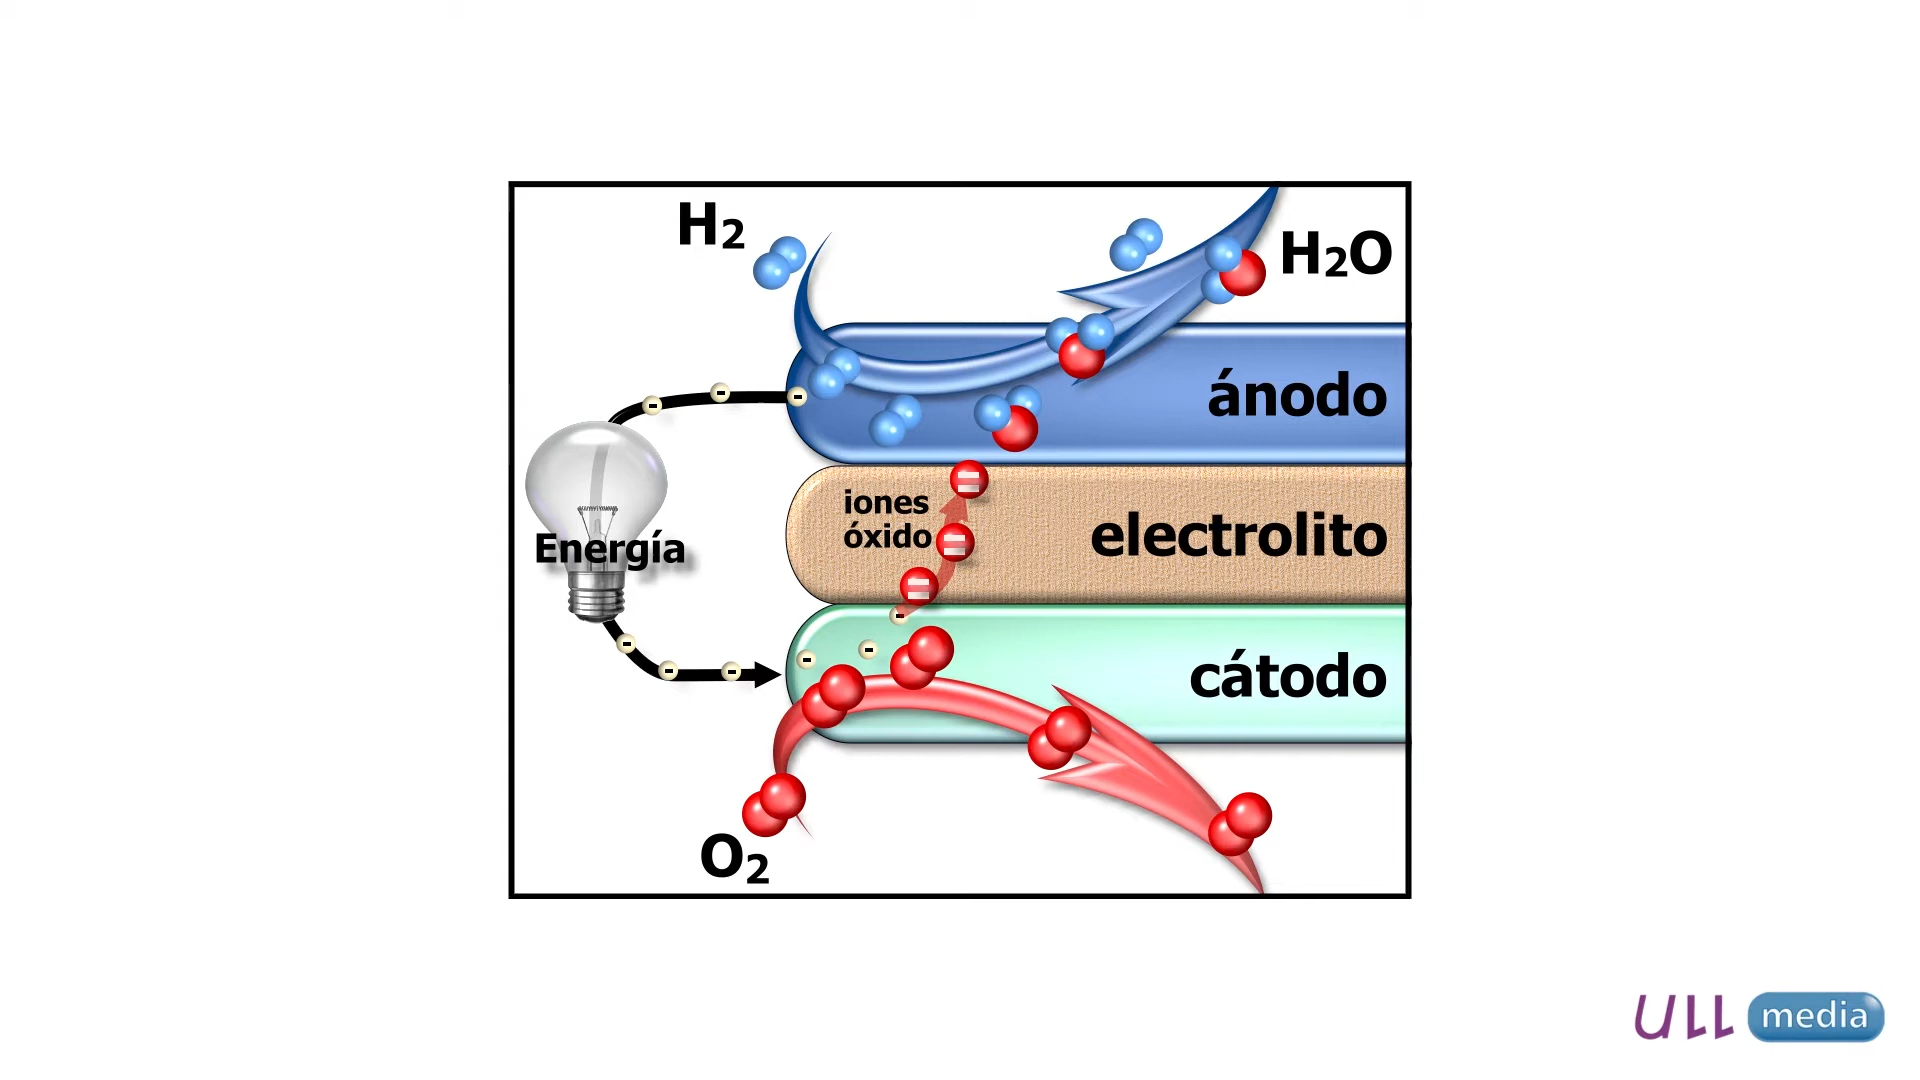 H2
H2O
ánodo
iones
óxido
electrolito
Energía
cátodo
O2
ULL media